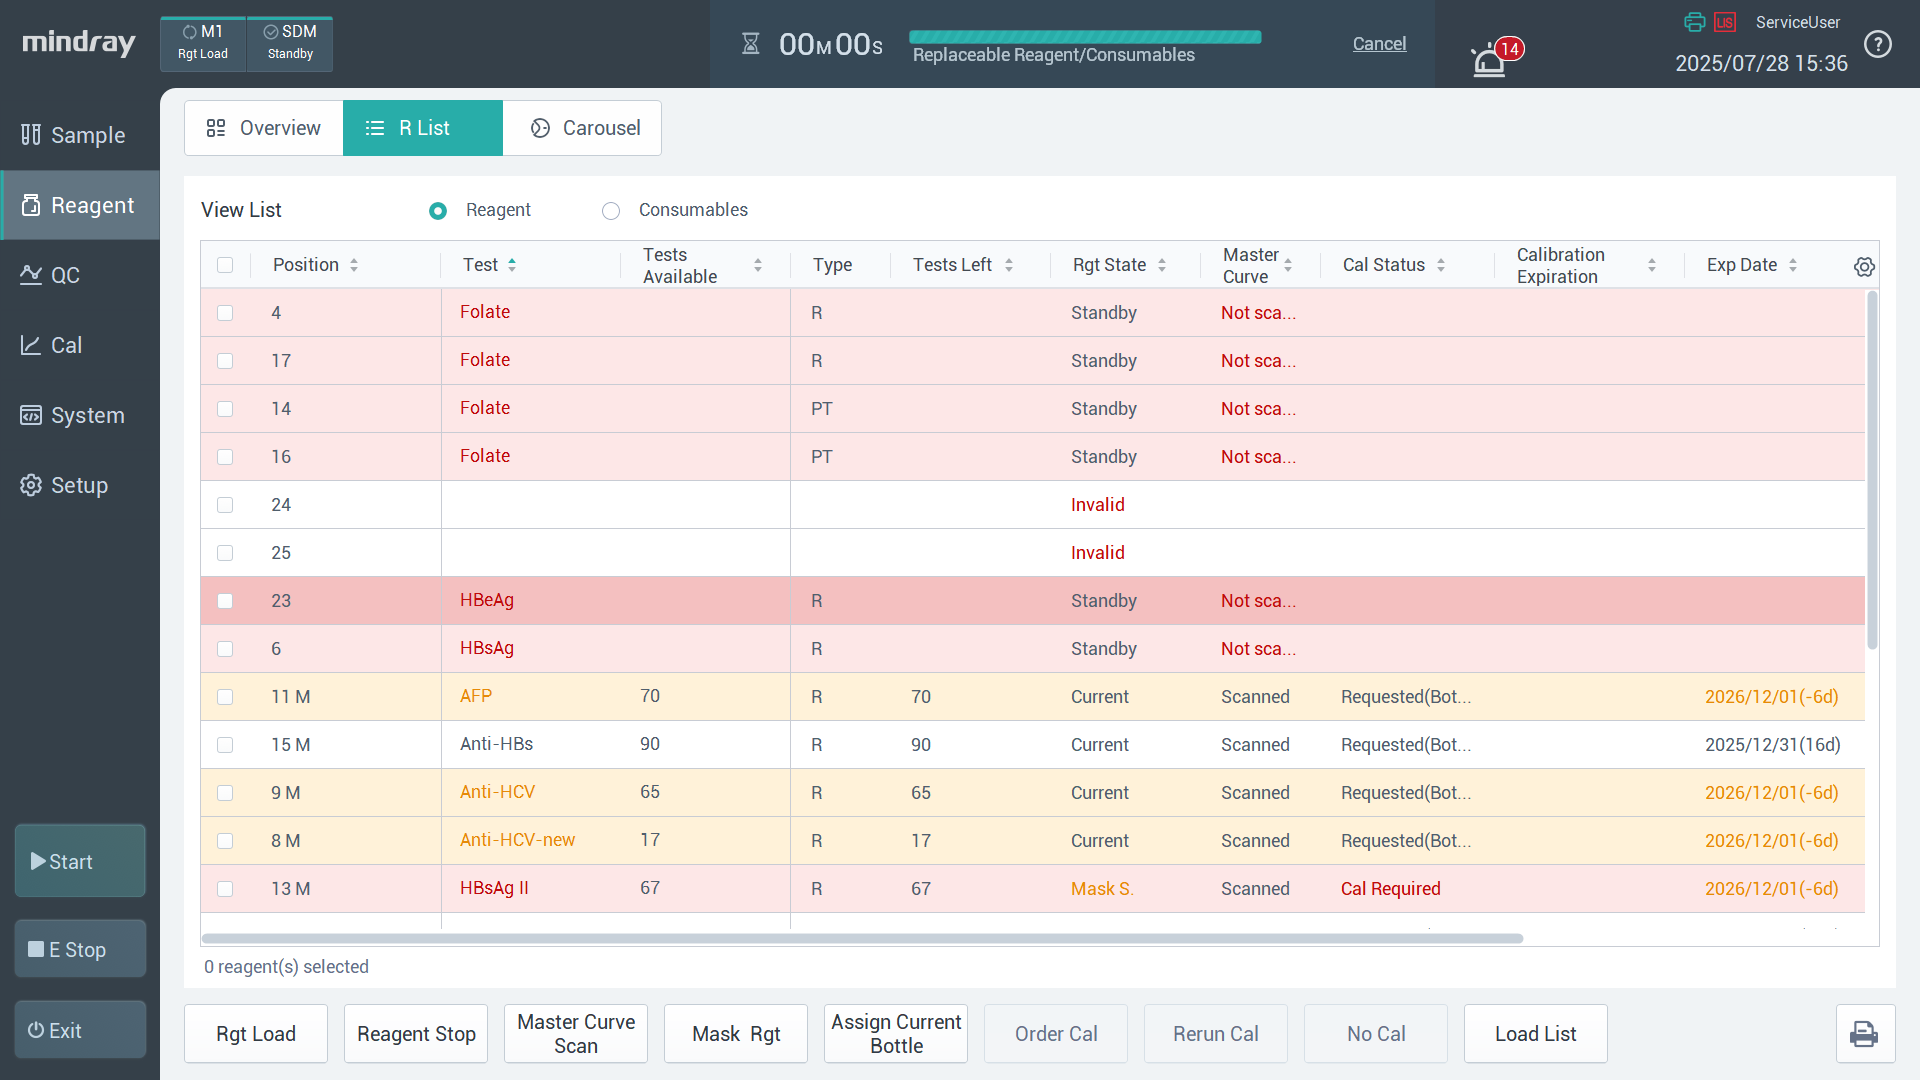 mindray
M1
Rgt Load
SDM
Standby
00M00S
Replaceable Reagent/Consumables
Cancel
14
LIS
ServiceUser
2025/07/28 15:36
?
Sample
Reagent
QC
Cal
System
Setup
Start
E Stop
Exit
Overview
R List
Carousel
View List
Reagent
Consumables
Position Test Tests Available Type Tests Left Rgt State Master Curve Cal Status Calibration Expiration Exp Date
4 Folate R Standby Not sca...
17 Folate R Standby Not sca...
14 Folate PT Standby Not sca...
16 Folate PT Standby Not sca...
24 Invalid
25 Invalid
23 HBeAg R Standby Not sca...
6 HBsAg R Standby Not sca...
11 M AFP 70 R 70 Current Scanned Requested(Bot... 2026/12/01(-6d)
15 M Anti-HBs 90 R 90 Current Scanned Requested(Bot... 2025/12/31(16d)
9 M Anti-HCV 65 R 65 Current Scanned Requested(Bot... 2026/12/01(-6d)
8 M Anti-HCV-new 17 R 17 Current Scanned Requested(Bot... 2026/12/01(-6d)
13 M HBsAg II 67 R 67 Mask S. Scanned Cal Required 2026/12/01(-6d)
0 reagent(s) selected
Rgt Load
Reagent Stop
Master Curve
Scan
Mask Rgt
Assign Current
Bottle
Order Cal
Rerun Cal
No Cal
Load List